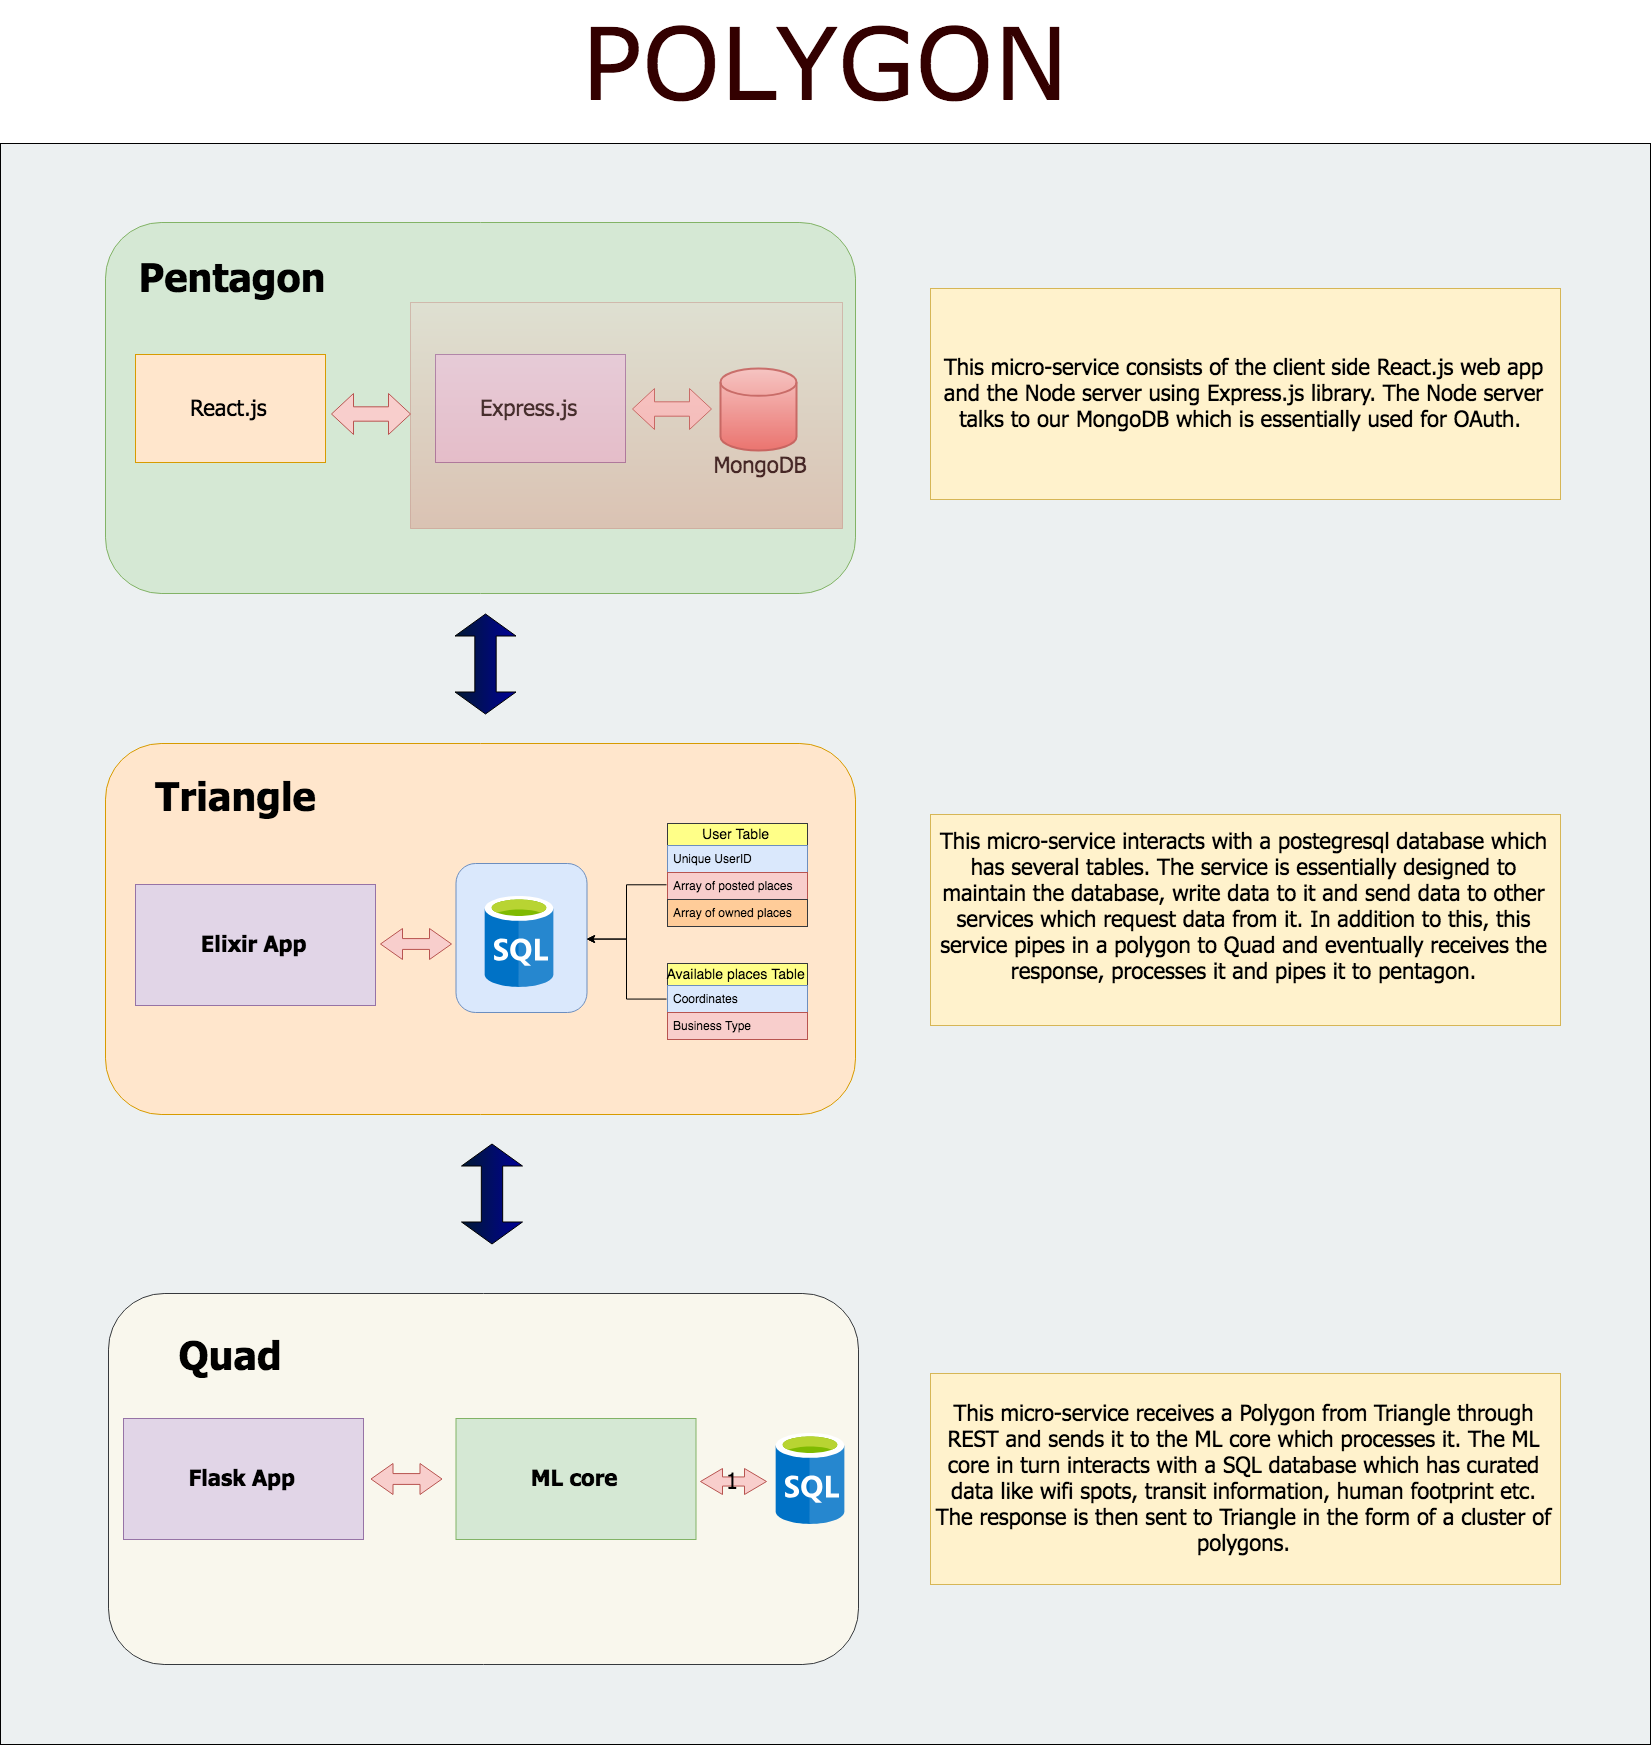 POLYGON
Pentagon
React.js
Express.js
MongoDB
This micro-service consists of the client side React.js web app
and the Node server using Express.js library. The Node server
talks to our MongoDB which is essentially used for OAuth.
Triangle
Elixir App
SQL
User Table
Unique UserID
Array of posted places
Array of owned places
Available places Table
Coordinates
Business Type
This micro-service interacts with a postegresql database which
has several tables. The service is essentially designed to
maintain the database, write data to it and send data to other
services which request data from it. In addition to this, this
service pipes in a polygon to Quad and eventually receives the
response, processes it and pipes it to pentagon.
Quad
Flask App
ML core
1
SQL
This micro-service receives a Polygon from Triangle through
REST and sends it to the ML core which processes it. The ML
core in turn interacts with a SQL database which has curated
data like wifi spots, transit information, human footprint etc.
The response is then sent to Triangle in the form of a cluster of
polygons.